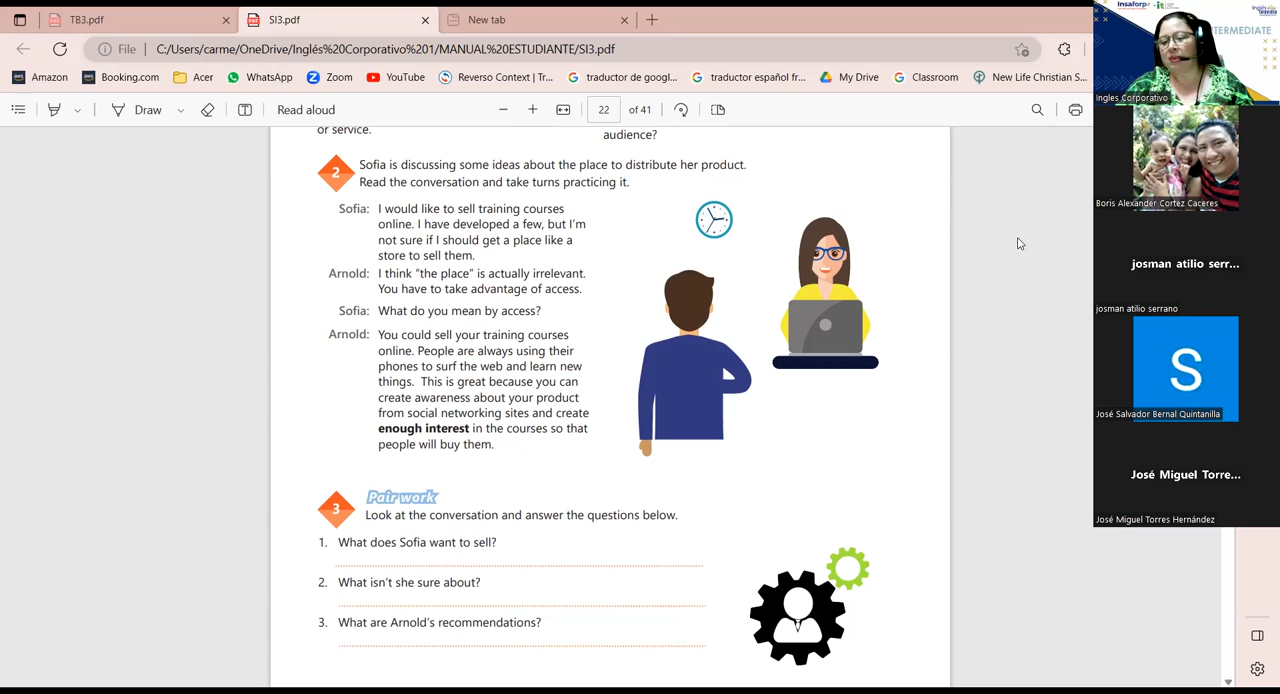 TB3.pdf
SI3.pdf
New tab
File
C:/Users/carme/OneDrive/Inglés%20Corporativo%201/MANUAL%20ESTUDIANTE/SI3.pdf
Amazon
Booking.com
Acer
WhatsApp
Zoom
YouTube
Reverso Context | Tr...
traductor de googl...
traductor español fr...
My Drive
Classroom
New Life Christian S...
Draw
Read aloud
22
of 41
or service.
audience?
2
Sofia is discussing some ideas about the place to distribute her product.
Read the conversation and take turns practicing it.
Sofia: I would like to sell training courses
online. I have developed a few, but I'm
not sure if I should get a place like a
store to sell them.
Arnold: I think "the place" is actually irrelevant.
You have to take advantage of access.
Sofia: What do you mean by access?
Arnold: You could sell your training courses
online. People are always using their
phones to surf the web and learn new
things. This is great because you can
create awareness about your product
from social networking sites and create
enough interest in the courses so that
people will buy them.
3
Pair work
Look at the conversation and answer the questions below.
1. What does Sofia want to sell?
2. What isn't she sure about?
3. What are Arnold's recommendations?
Insaforp
it
TERMEDIATE
Ingles Corporativo
Boris Alexander Cortez Caceres
josman atilio serr...
josman atilio serrano
S
José Salvador Bernal Quintanilla
José Miguel Torre...
José Miguel Torres Hernández